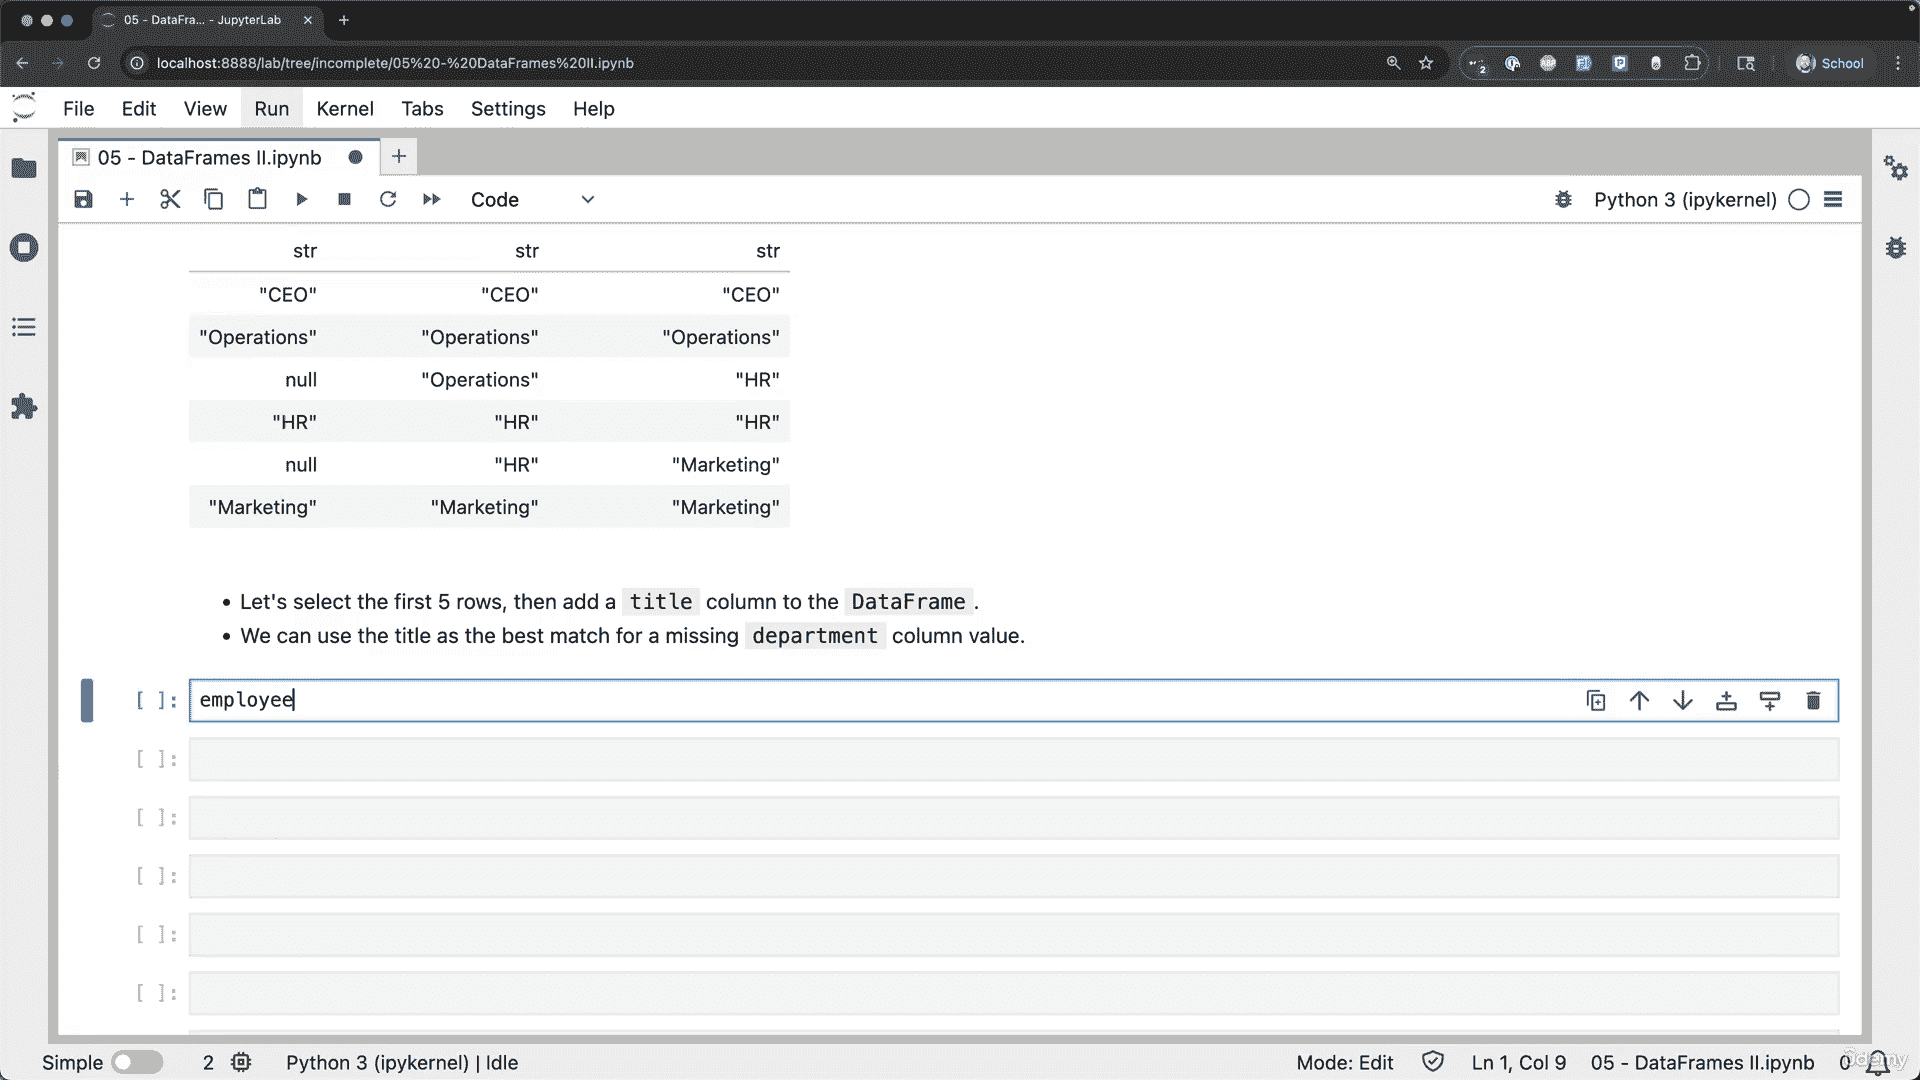 05 - DataFra... - JupyterLab
localhost:8888/lab/tree/incomplete/05%20-%20DataFrames%20II.ipynb
2
ABP
School
File Edit View Run Kernel Tabs Settings Help
05 - DataFrames II.ipynb
Code
Python 3 (ipykernel)
str str str
"CEO" "CEO" "CEO"
"Operations" "Operations" "Operations"
null "Operations" "HR"
"HR" "HR" "HR"
null "HR" "Marketing"
"Marketing" "Marketing" "Marketing"
• Let's select the first 5 rows, then add a title column to the DataFrame.
• We can use the title as the best match for a missing department column value.
[ ]: employee
[ ]:
[ ]:
[ ]:
[ ]:
[ ]:
Simple 2 Python 3 (ipykernel) | Idle Mode: Edit Ln 1, Col 9 05 - DataFrames II.ipynb 0
udemy